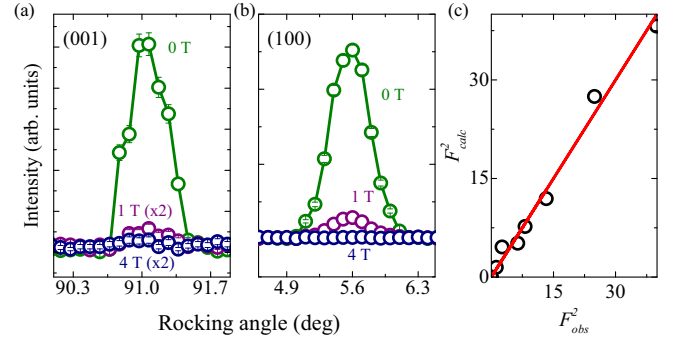 (a)
(b)
(c)
(001)
0 T
1 T (x2)
4 T (x2)
(100)
0 T
1 T
4 T
Intensity (arb. units)
90.3 91.0 91.7
4.9 5.6 6.3
Rocking angle (deg)
F²calc
30
15
0
15 30
F²obs